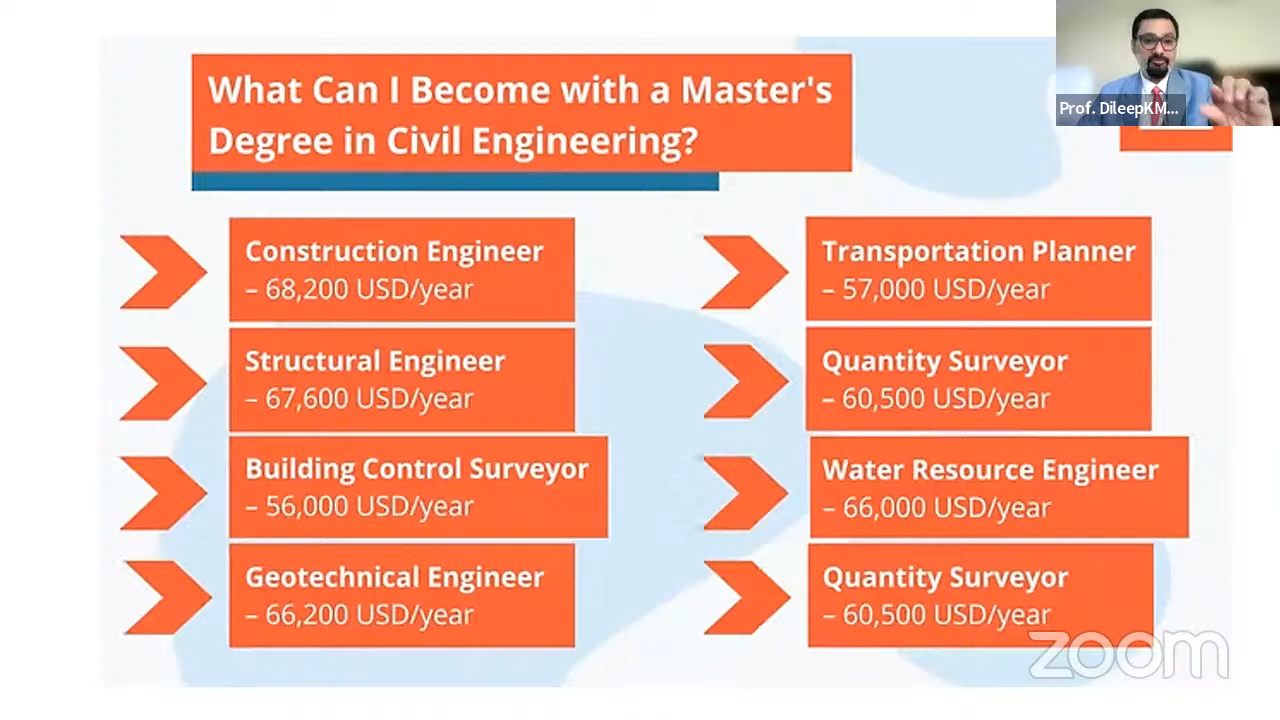 What Can I Become with a Master's
Degree in Civil Engineering?
Prof. DileepKM...
Construction Engineer
– 68,200 USD/year
Structural Engineer
– 67,600 USD/year
Building Control Surveyor
– 56,000 USD/year
Geotechnical Engineer
– 66,200 USD/year
Transportation Planner
– 57,000 USD/year
Quantity Surveyor
– 60,500 USD/year
Water Resource Engineer
– 66,000 USD/year
Quantity Surveyor
– 60,500 USD/year
zoom